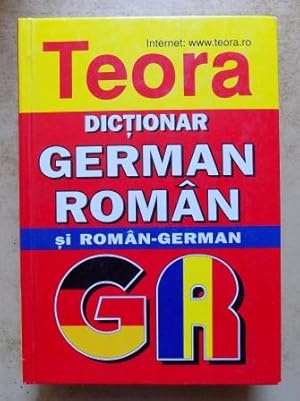 Internet: www.teora.ro
Teora
DICȚIONAR
GERMAN
ROMÂN
și ROMÂN-GERMAN
GR